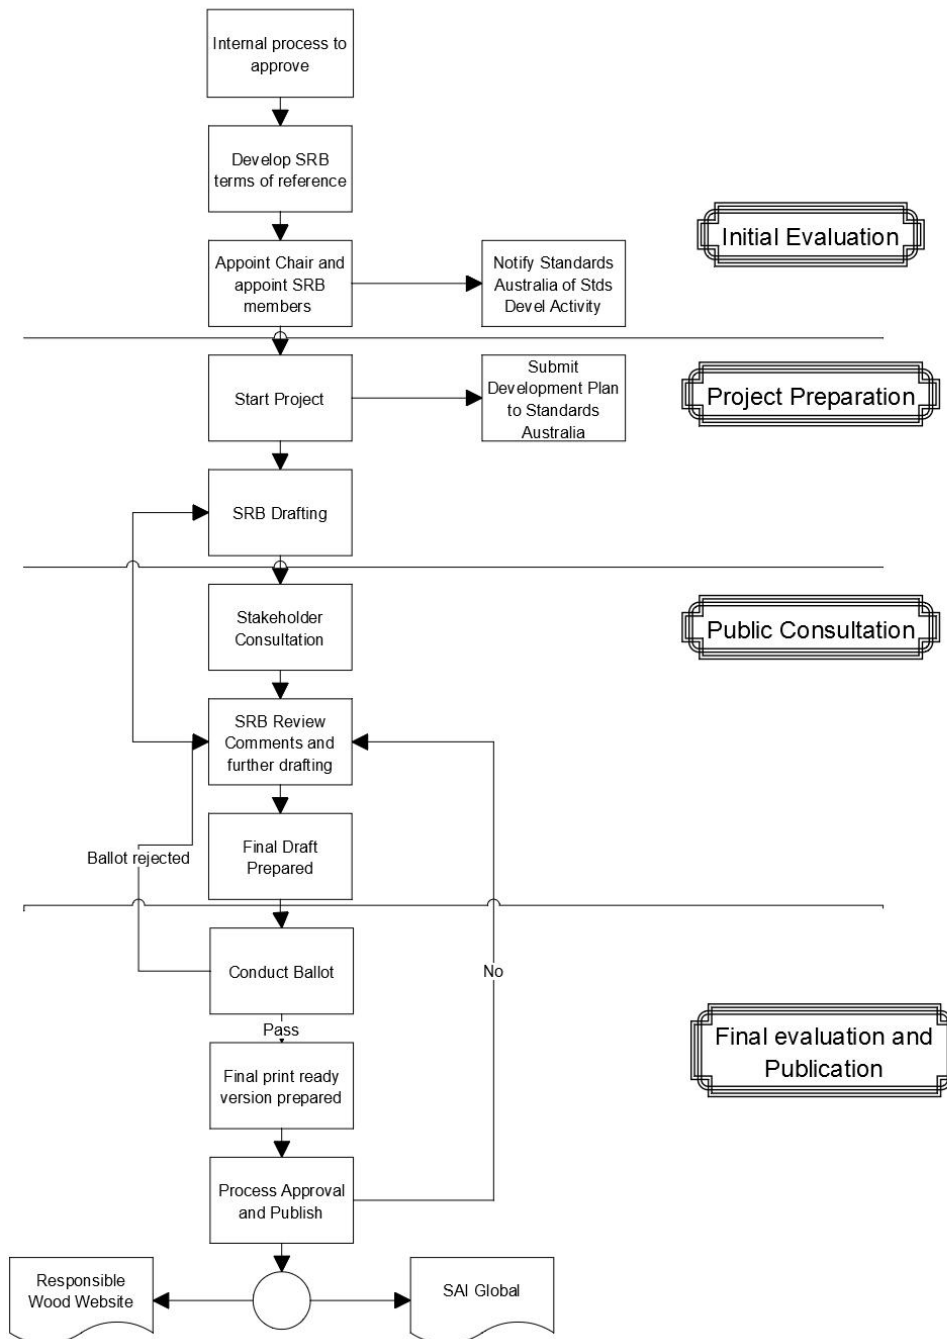 Internal process to
approve
Develop SRB
terms of reference
Initial Evaluation
Appoint Chair and
appoint SRB
members
Notify Standards
Australia of Stds
Devel Activity
Start Project
Submit
Development Plan
to Standards
Australia
Project Preparation
SRB Drafting
Stakeholder
Consultation
Public Consultation
SRB Review
Comments and
further drafting
Ballot rejected
Final Draft
Prepared
Conduct Ballot
No
Pass
Final evaluation and
Publication
Final print ready
version prepared
Process Approval
and Publish
Responsible
Wood Website
SAI Global